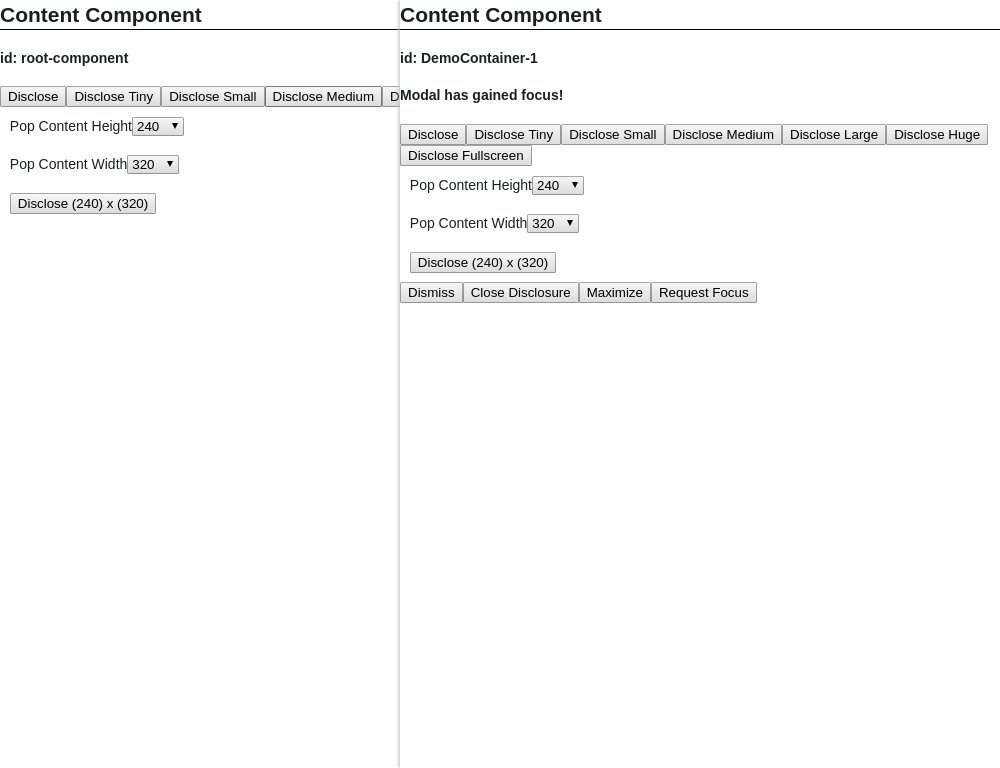 Content Component
id: root-component
Disclose Disclose Tiny Disclose Small Disclose Medium D
Pop Content Height 240
Pop Content Width 320
Disclose (240) x (320)
Content Component
id: DemoContainer-1
Modal has gained focus!
Disclose Disclose Tiny Disclose Small Disclose Medium Disclose Large Disclose Huge
Disclose Fullscreen
Pop Content Height 240
Pop Content Width 320
Disclose (240) x (320)
Dismiss Close Disclosure Maximize Request Focus